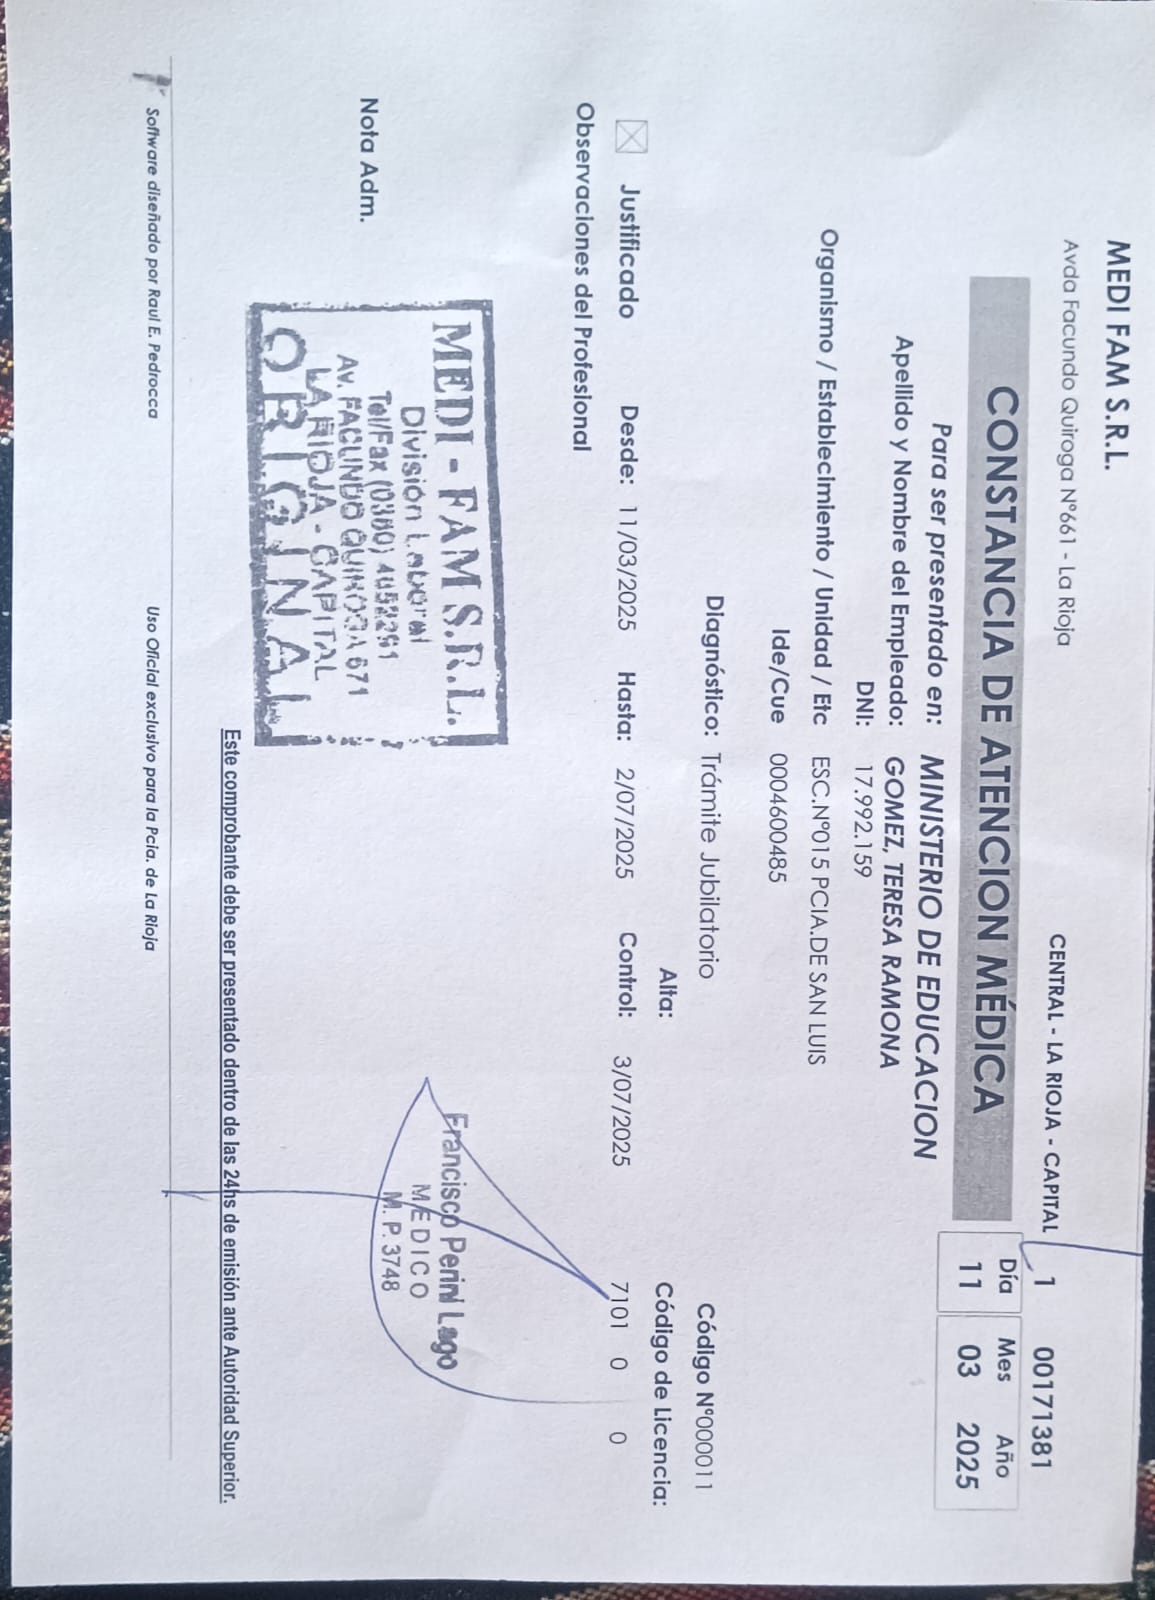 MEDI FAM S.R.L.
Avda Facundo Quiroga Nº661 - La Rioja
CENTRAL - LA RIOJA - CAPITAL 1 00171381
CONSTANCIA DE ATENCION MÉDICA
Día Mes Año
11 03 2025
Para ser presentado en: MINISTERIO DE EDUCACION
Apellido y Nombre del Empleado: GOMEZ, TERESA RAMONA
DNI: 17.992.159
Organismo / Establecimiento / Unidad / Etc ESC.Nº015 PCIA.DE SAN LUIS
Ide/Cue 0004600485
Diagnóstico: Trámite Jubilatorio
Código Nº000011
Alta:
Código de Licencia:
Justificado Desde: 11/03/2025 Hasta: 2/07/2025 Control: 3/07/2025 7101 0 0
Observaciones del Profesional
MEDI - FAM S.R.L.
División Laboral
Tel/Fax (0380)
Av. FACUNDO QUIROGA 671
LA RIOJA - CAPITAL
ORIGINAL
Francisco Perini Lago
MEDICO
M. P. 3748
Nota Adm.
Este comprobante debe ser presentado dentro de las 24hs de emisión ante Autoridad Superior.
Software diseñado por Raul E. Pedrocca
Uso Oficial exclusivo para la Pcia. de La Rioja